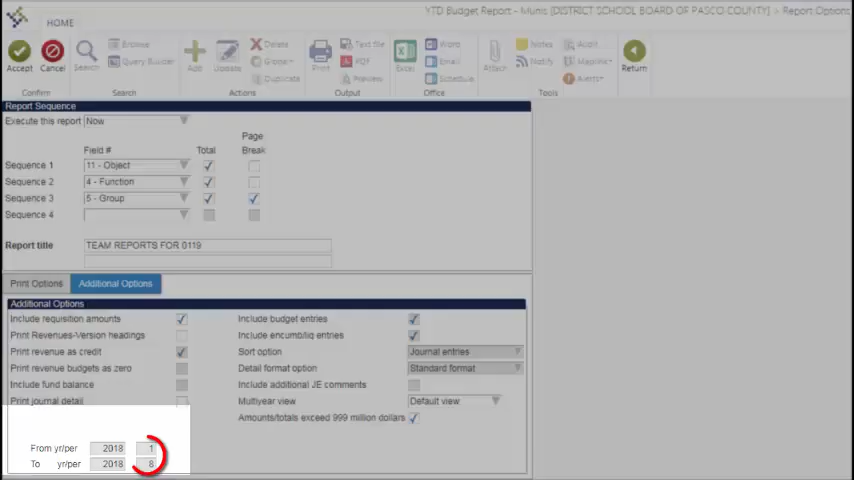 YTD Budget Report - Munis [DISTRICT SCHOOL BOARD OF PASCO COUNTY] > Report Options
HOME
Accept Cancel Search Browse Query Builder Add Update Delete Global Duplicate Print Text file PDF Preview Excel Word Email Schedule Attach Notes Notify Audit Maplink Alerts Return
Confirm Search Actions Output Office Tools
Report Sequence
Execute this report Now
Page
Field # Total Break
Sequence 1 11 - Object
Sequence 2 4 - Function
Sequence 3 5 - Group
Sequence 4
Report title TEAM REPORTS FOR 0119
Print Options Additional Options
Additional Options
Include requisition amounts Include budget entries
Print Revenues-Version headings Include encumb/liq entries
Print revenue as credit Sort option Journal entries
Print revenue budgets as zero Detail format option Standard format
Include fund balance Include additional JE comments
Print journal detail Multiyear view Default view
Amounts/totals exceed 999 million dollars
From yr/per 2018 1
To yr/per 2018 8